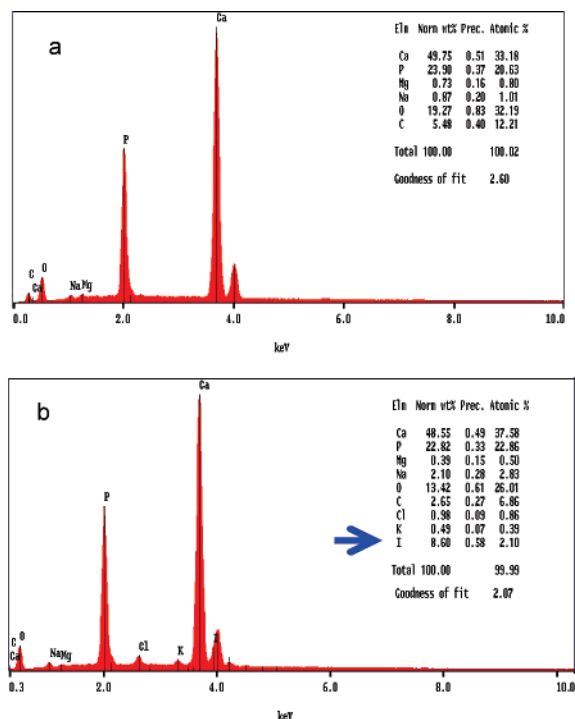 a
Ca
P
C
Ca
O
Na
Mg
Elm Norm wt% Prec. Atomic %
Ca 49.75 0.51 33.18
P 23.90 0.37 20.63
Mg 0.73 0.16 0.80
Na 0.87 0.20 1.01
O 19.27 0.83 32.19
C 5.48 0.40 12.21
Total 100.00 100.02
Goodness of fit 2.60
0.0 2.0 4.0 6.0 8.0 10.0
keV
b
Ca
P
C
Ca
O
Na
Mg
Cl
K
I
Elm Norm wt% Prec. Atomic %
Ca 48.55 0.49 37.58
P 22.82 0.33 22.86
Mg 0.39 0.15 0.50
Na 2.10 0.28 2.83
O 13.42 0.61 26.01
C 2.65 0.27 6.86
Cl 0.98 0.09 0.86
K 0.49 0.07 0.39
I 8.60 0.58 2.10
Total 100.00 99.99
Goodness of fit 2.07
0.3 2.0 4.0 6.0 8.0 10.0
keV